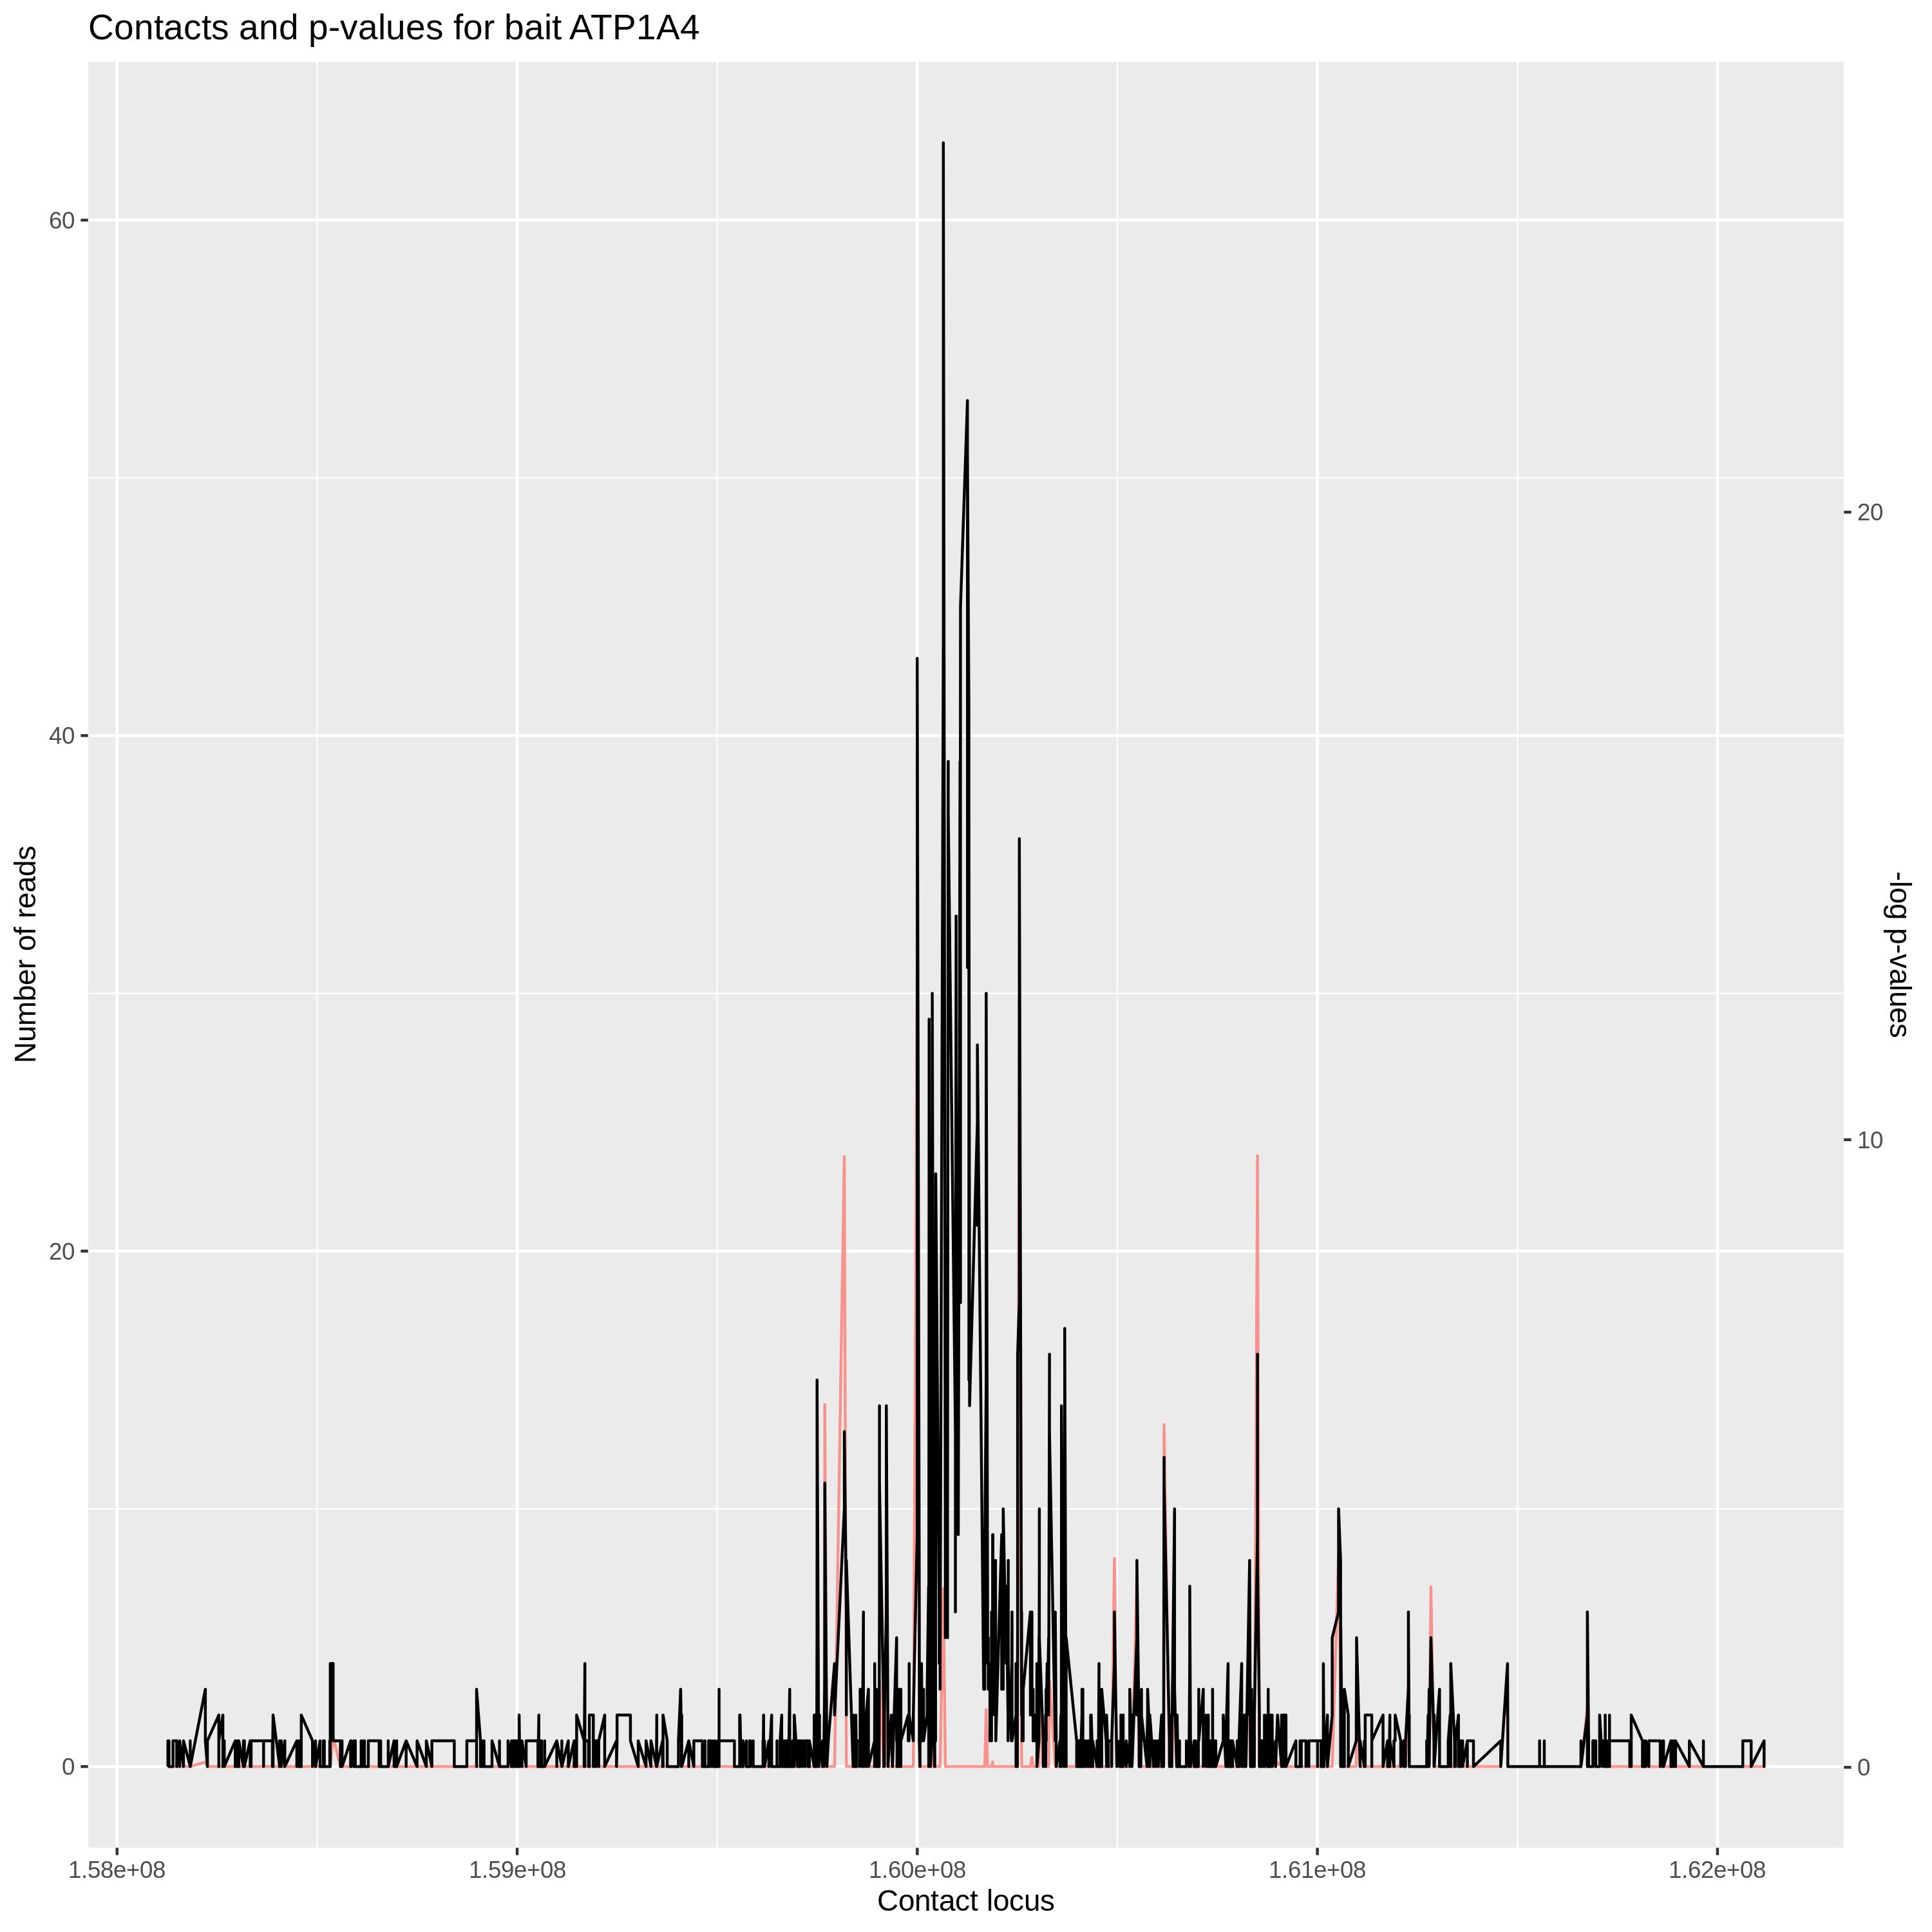 Contacts and p-values for bait ATP1A4
60
40
20
0
Number of reads
20
10
0
-log p-values
1.58e+08
1.59e+08
1.60e+08
1.61e+08
1.62e+08
Contact locus